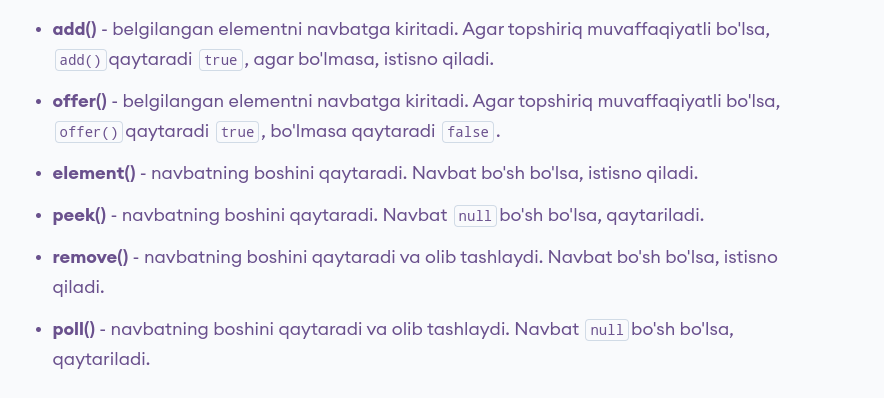 • add() - belgilangan elementni navbatga kiritadi. Agar topshiriq muvaffaqiyatli bo'lsa,
add() qaytaradi true , agar bo'lmasa, istisno qiladi.
• offer() - belgilangan elementni navbatga kiritadi. Agar topshiriq muvaffaqiyatli bo'lsa,
offer() qaytaradi true , bo'lmasa qaytaradi false .
• element() - navbatning boshini qaytaradi. Navbat bo'sh bo'lsa, istisno qiladi.
• peek() - navbatning boshini qaytaradi. Navbat null bo'sh bo'lsa, qaytariladi.
• remove() - navbatning boshini qaytaradi va olib tashlaydi. Navbat bo'sh bo'lsa, istisno
qiladi.
• poll() - navbatning boshini qaytaradi va olib tashlaydi. Navbat null bo'sh bo'lsa,
qaytariladi.